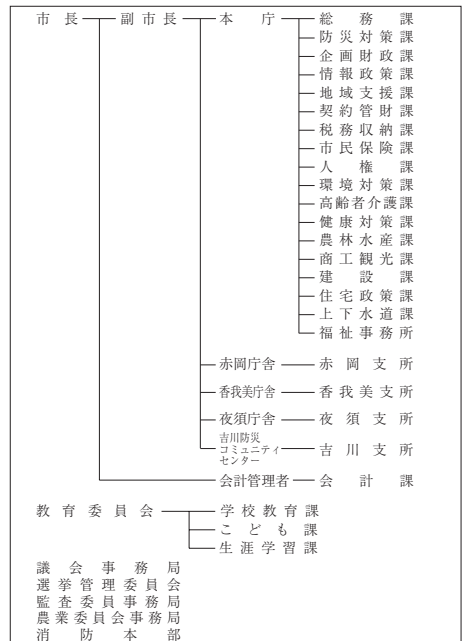 市長 副市長 本庁 総務課
防災対策課
企画財政課
情報政策課
地域支援課
契約管財課
税務収納課
市民保険課
人権課
環境対策課
高齢者介護課
健康対策課
農林水産課
商工観光課
建設課
住宅政策課
上下水道課
福祉事務所
赤岡庁舎 赤岡支所
香我美庁舎 香我美支所
夜須庁舎 夜須支所
吉川防災
コミュニティ 吉川支所
センター
会計管理者 会計課
教育委員会 学校教育課
こども課
生涯学習課
議会事務局
選挙管理委員会
監査委員事務局
農業委員会事務局
消防本部